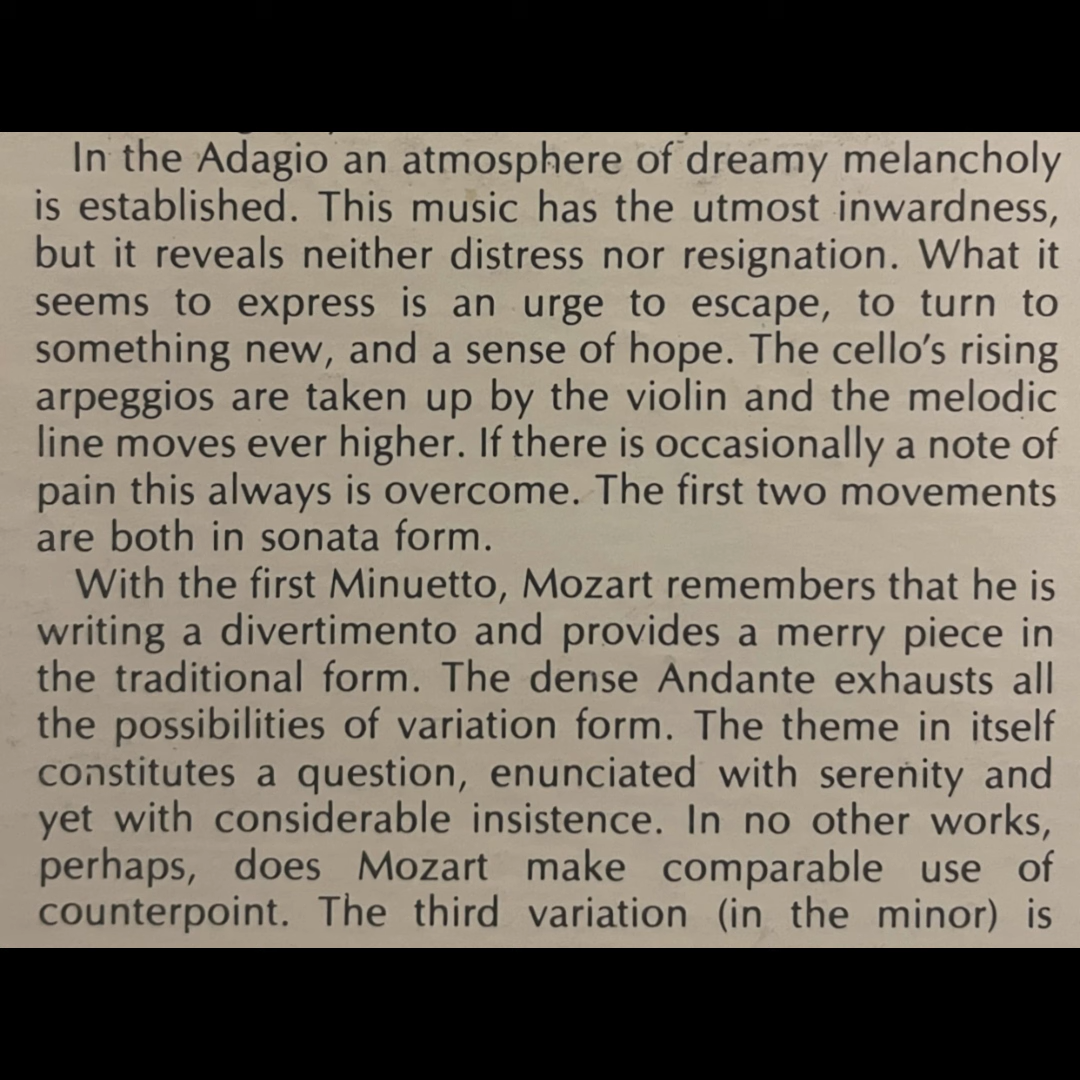 In the Adagio an atmosphere of dreamy melancholy
is established. This music has the utmost inwardness,
but it reveals neither distress nor resignation. What it
seems to express is an urge to escape, to turn to
something new, and a sense of hope. The cello’s rising
arpeggios are taken up by the violin and the melodic
line moves ever higher. If there is occasionally a note of
pain this always is overcome. The first two movements
are both in sonata form.
With the first Minuetto, Mozart remembers that he is
writing a divertimento and provides a merry piece in
the traditional form. The dense Andante exhausts all
the possibilities of variation form. The theme in itself
constitutes a question, enunciated with serenity and
yet with considerable insistence. In no other works,
perhaps, does Mozart make comparable use of
counterpoint. The third variation (in the minor) is